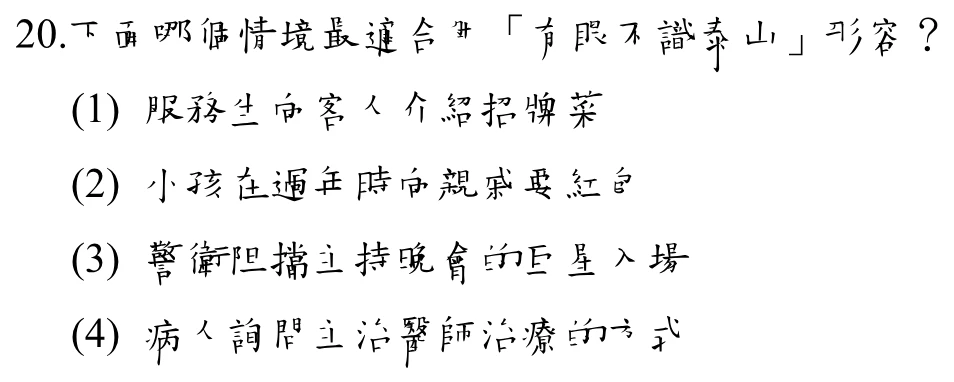 20.下面哪個情境最適合用「有眼不識泰山」形容？
(1) 服務生向客人介紹招牌菜
(2) 小孩在過年時向親戚要紅包
(3) 警衛阻擋主持晚會的巨星入場
(4) 病人詢問主治醫師治療的方式